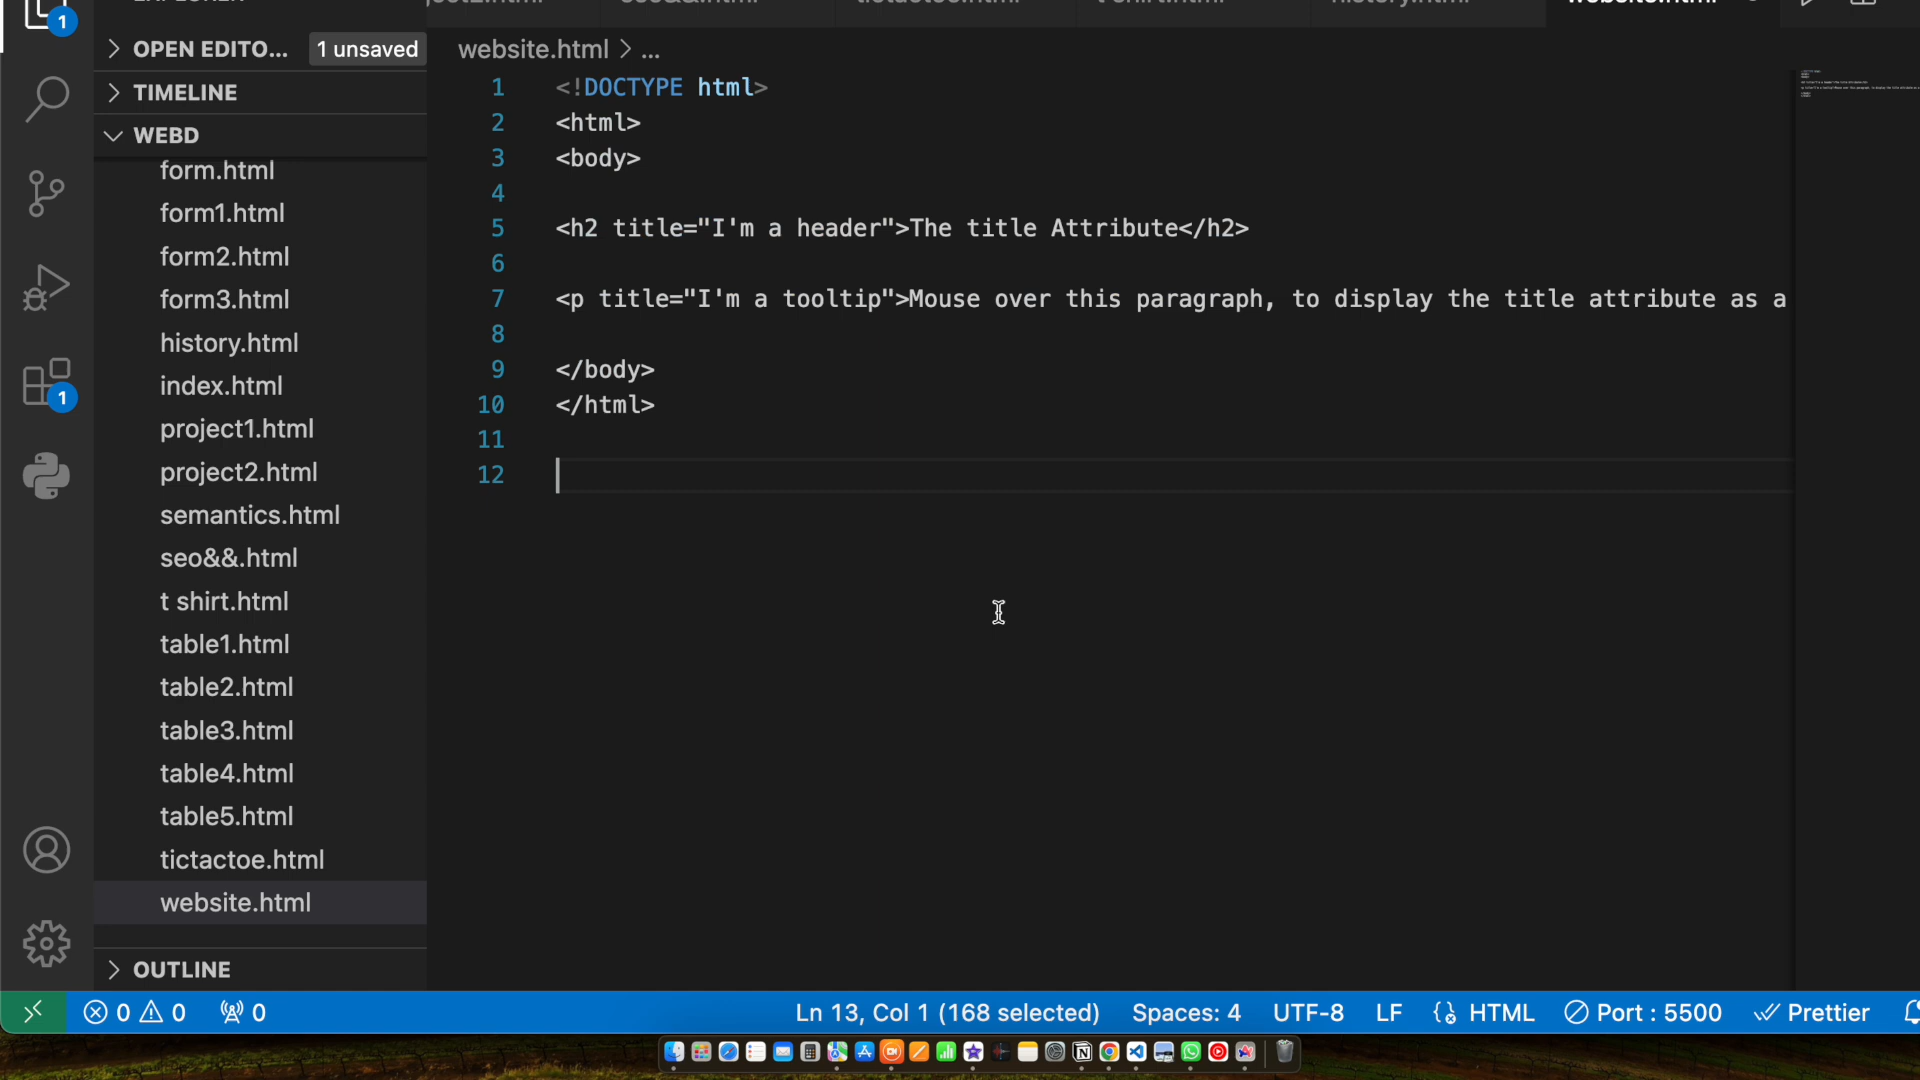 1
OPEN EDITO... 1 unsaved
TIMELINE
WEBD
form.html
form1.html
form2.html
form3.html
history.html
index.html
project1.html
project2.html
semantics.html
seo&&.html
t shirt.html
table1.html
table2.html
table3.html
table4.html
table5.html
tictactoe.html
website.html
OUTLINE
1
website.html > ...
1 <!DOCTYPE html>
2 <html>
3 <body>
4
5 <h2 title="I'm a header">The title Attribute</h2>
6
7 <p title="I'm a tooltip">Mouse over this paragraph, to display the title attribute as a
8
9 </body>
10 </html>
11
12
0 0 0 Ln 13, Col 1 (168 selected) Spaces: 4 UTF-8 LF HTML Port : 5500 Prettier